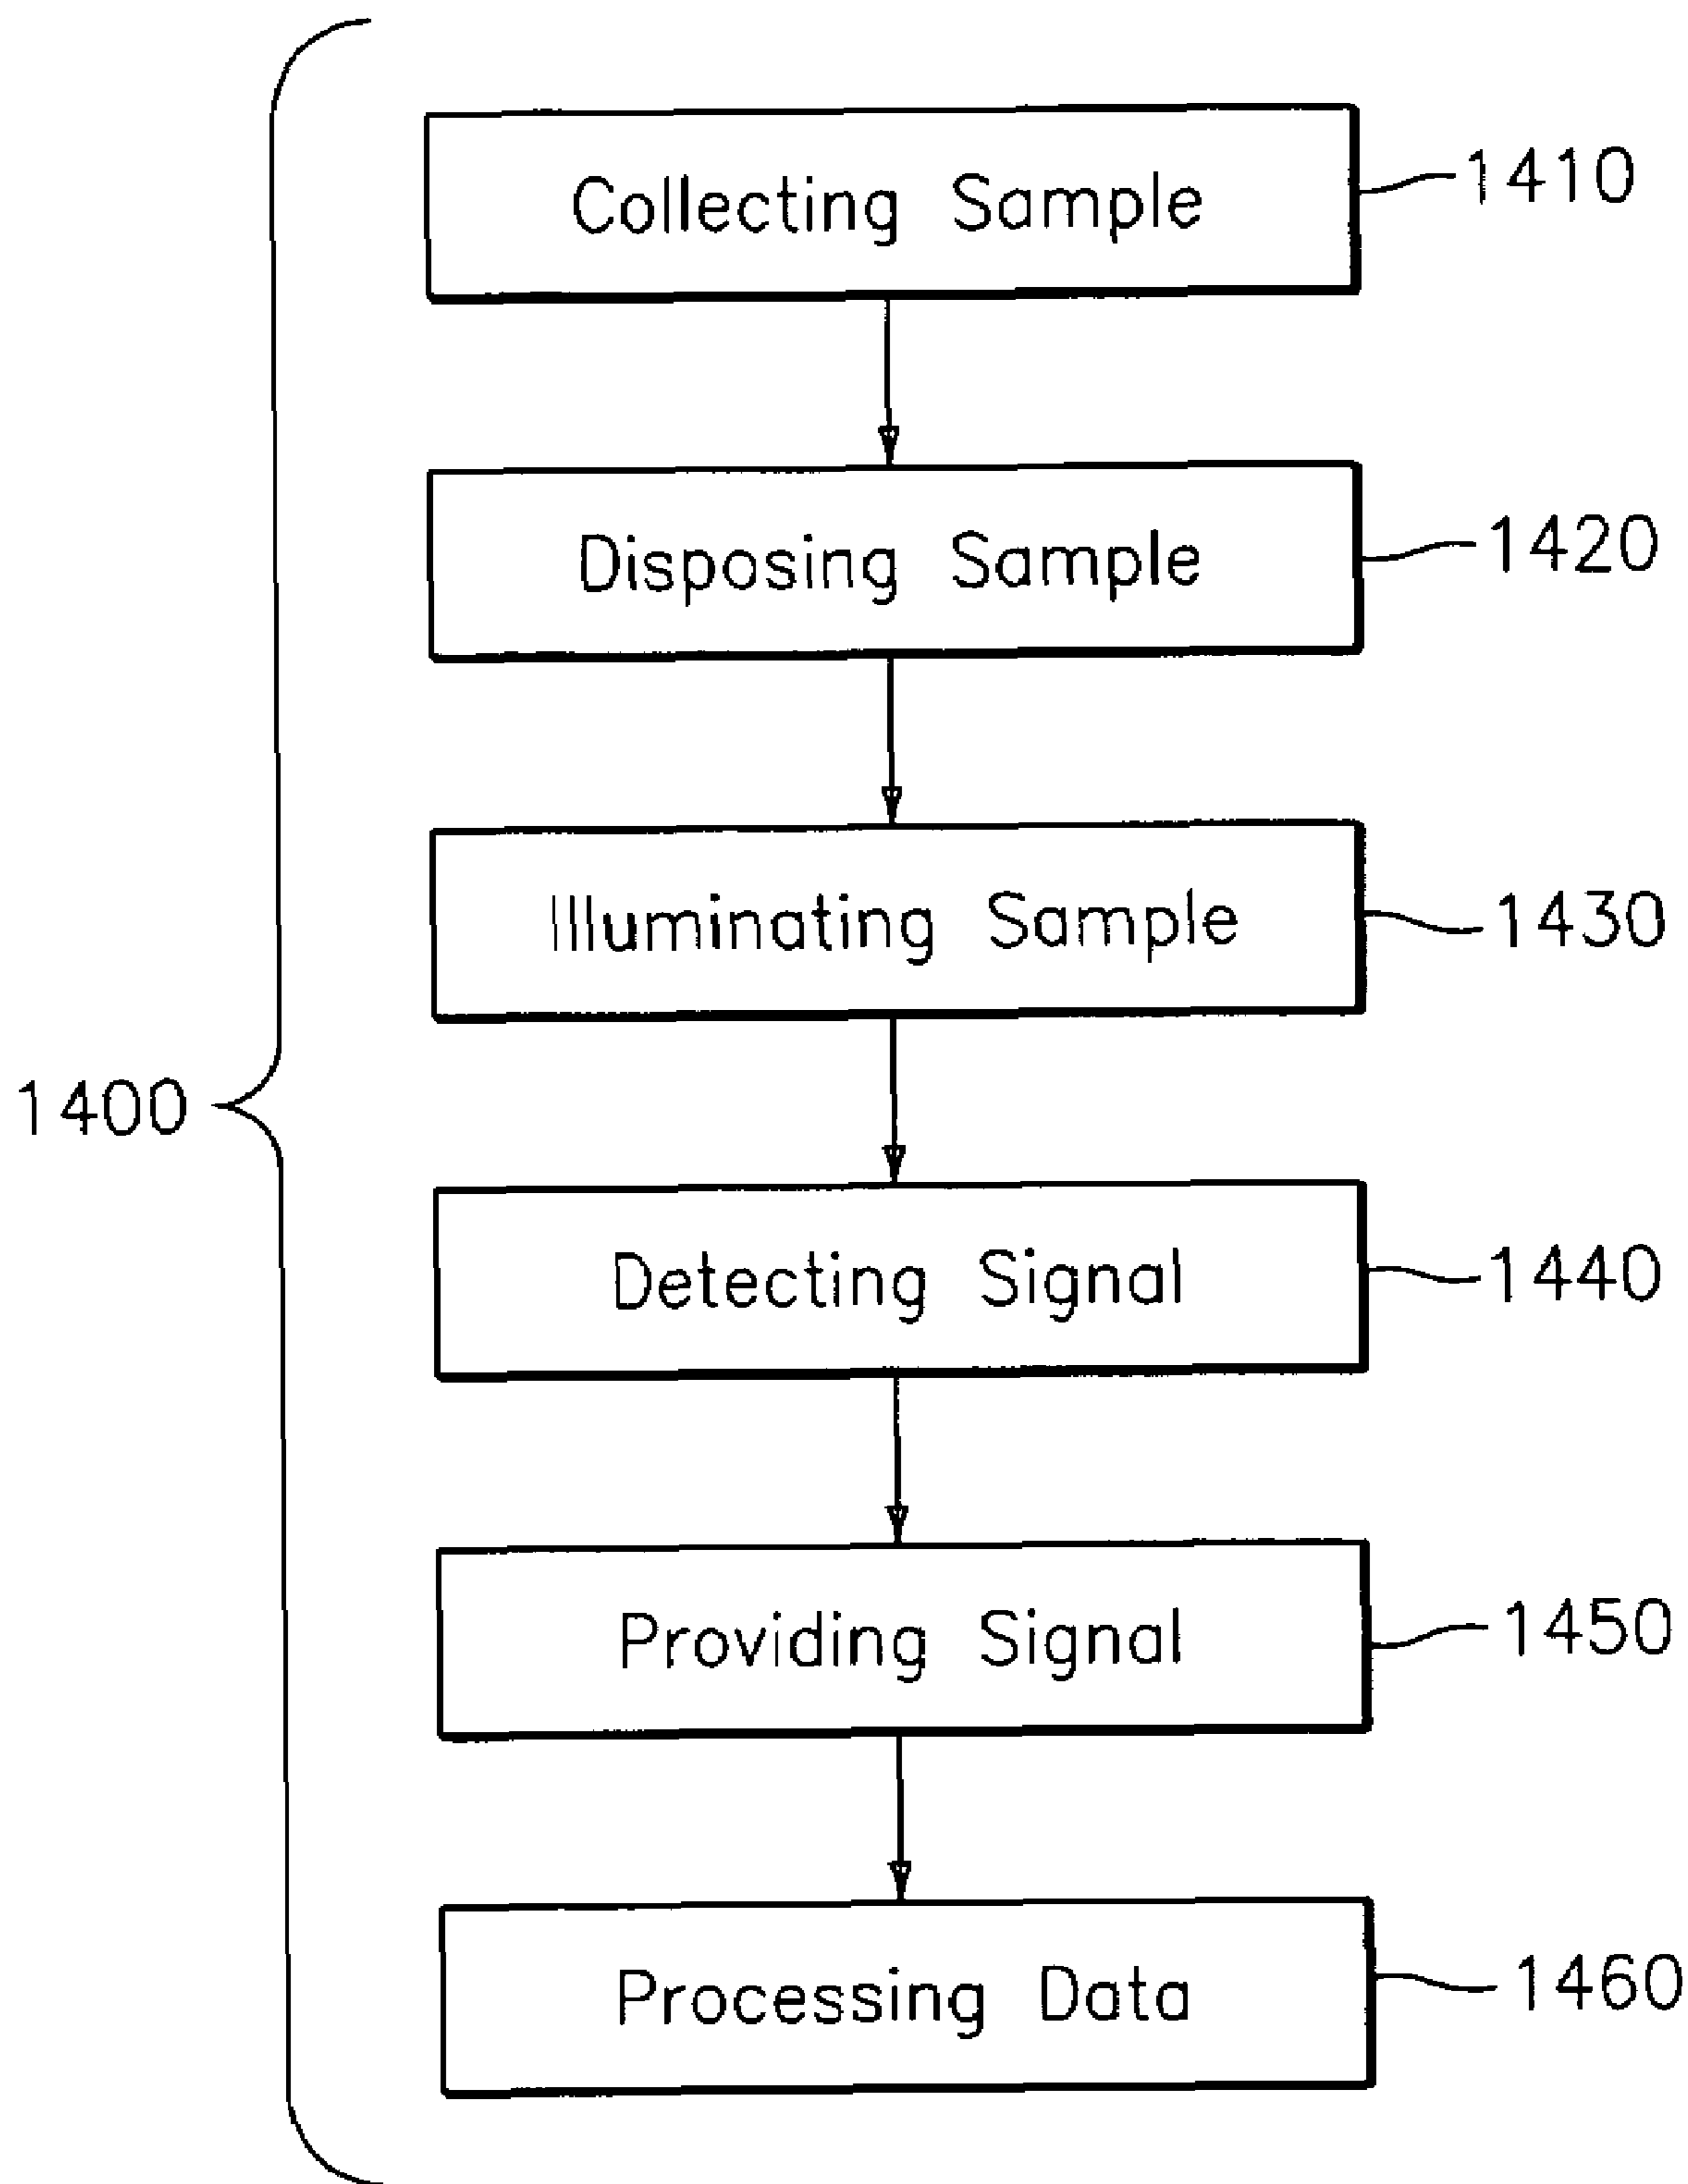 Collecting Sample
1410
Disposing Sample
1420
Illuminating Sample
1430
1400
Detecting Signal
1440
Providing Signal
1450
Processing Data
1460